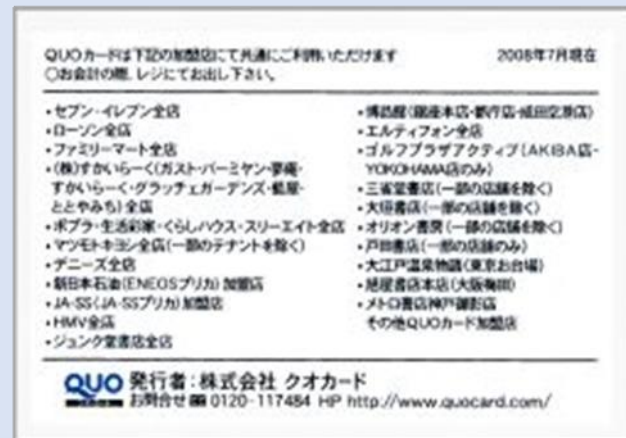 QUOカードは下記の加盟店にて共通にご利用いただけます
2008年7月現在
○お会計の際、レジにてお出し下さい。
・セブン-イレブン全店
・ローソン全店
・ファミリーマート全店
・(株)すかいらーく(ガスト・バーミヤン・夢庵・
すかいらーく・グラッチェガーデンズ・藍屋・
ととやみち)全店
・ポプラ・生活彩家・くらしハウス・スリーエイト全店
・マツモトキヨシ全店(一部のテナントを除く)
・デニーズ全店
・新日本石油(ENEOSプリカ)加盟店
・JA-SS(JA-SSプリカ)加盟店
・HMV全店
・ジュンク堂書店全店
・博品館(銀座本店・都庁店・成田空港店)
・エルティフォン全店
・ゴルフプラザアクティブ(AKIBA店・
YOKOHAMA店のみ)
・三省堂書店(一部の店舗を除く)
・大垣書店(一部の店舗を除く)
・オリオン書房(一部の店舗を除く)
・戸田書店(一部の店舗のみ)
・大江戸温泉物語(東京お台場)
・旭屋書店本店(大阪梅田)
・メトロ書店神戸御影店
その他QUOカード加盟店
QUO 発行者：株式会社 クオカード
お問合せ 0120-117484 HP http://www.quocard.com/